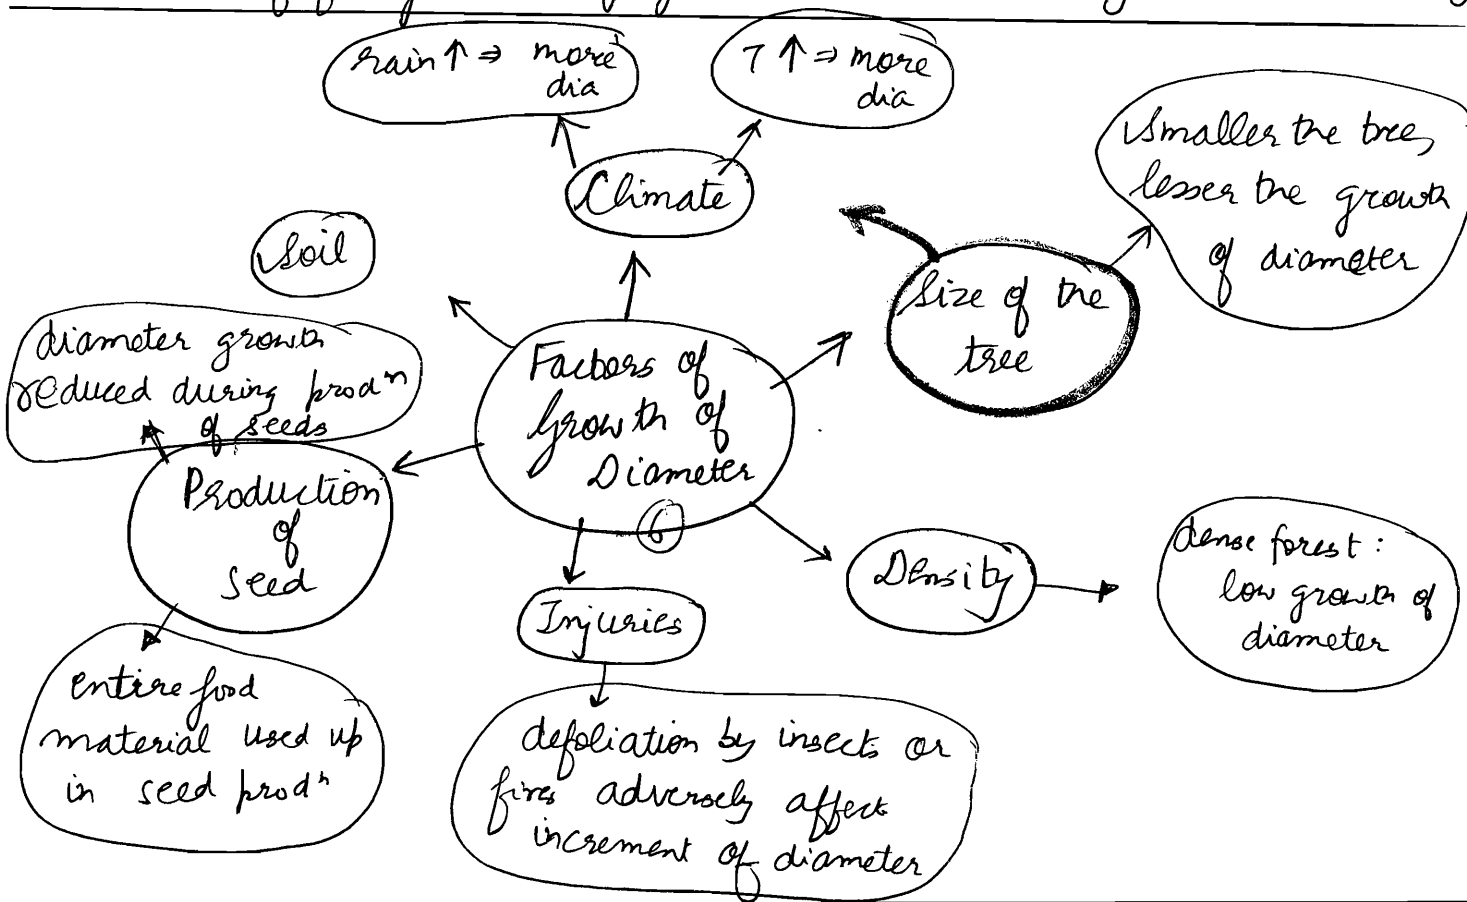 rain ↑ ⇒ more
dia
T ↑ ⇒ more
dia
Climate
Smaller the tree,
lesser the growth
of diameter
Soil
Size of the
tree
diameter growth
reduced during prodⁿ
of seeds
Factors of
Growth of
Diameter
6
Production
of
seed
Density
dense forest:
low growth of
diameter
Injuries
entire food
material used up
in seed prodⁿ
defoliation by insects or
fires adversely affect
increment of diameter